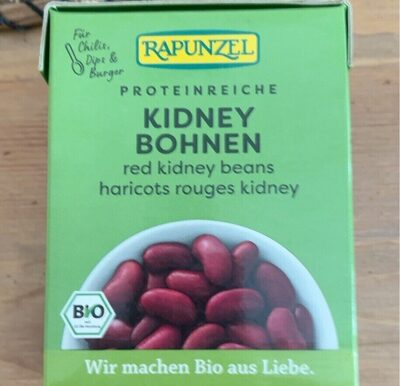 Für
Chilis,
Dips &
Burger
RAPUNZEL
PROTEINREICHE
KIDNEY
BOHNEN
red kidney beans
haricots rouges kidney
BIO
Wir machen Bio aus Liebe.